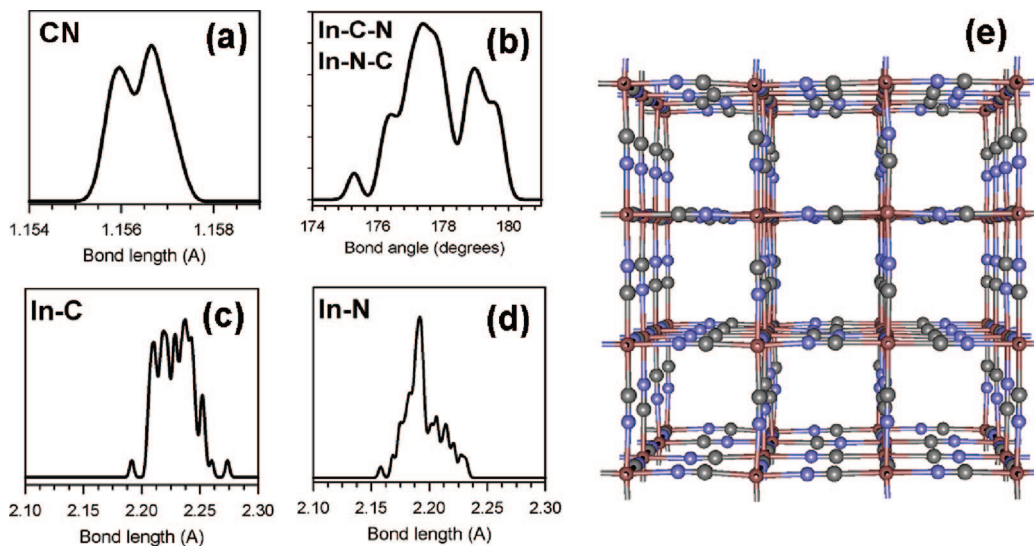 CN
(a)
1.154 1.156 1.158
Bond length (A)
In-C-N
In-N-C
(b)
174 176 178 180
Bond angle (degrees)
In-C
(c)
2.10 2.15 2.20 2.25 2.30
Bond length (A)
In-N
(d)
2.10 2.15 2.20 2.25 2.30
Bond length (A)
(e)